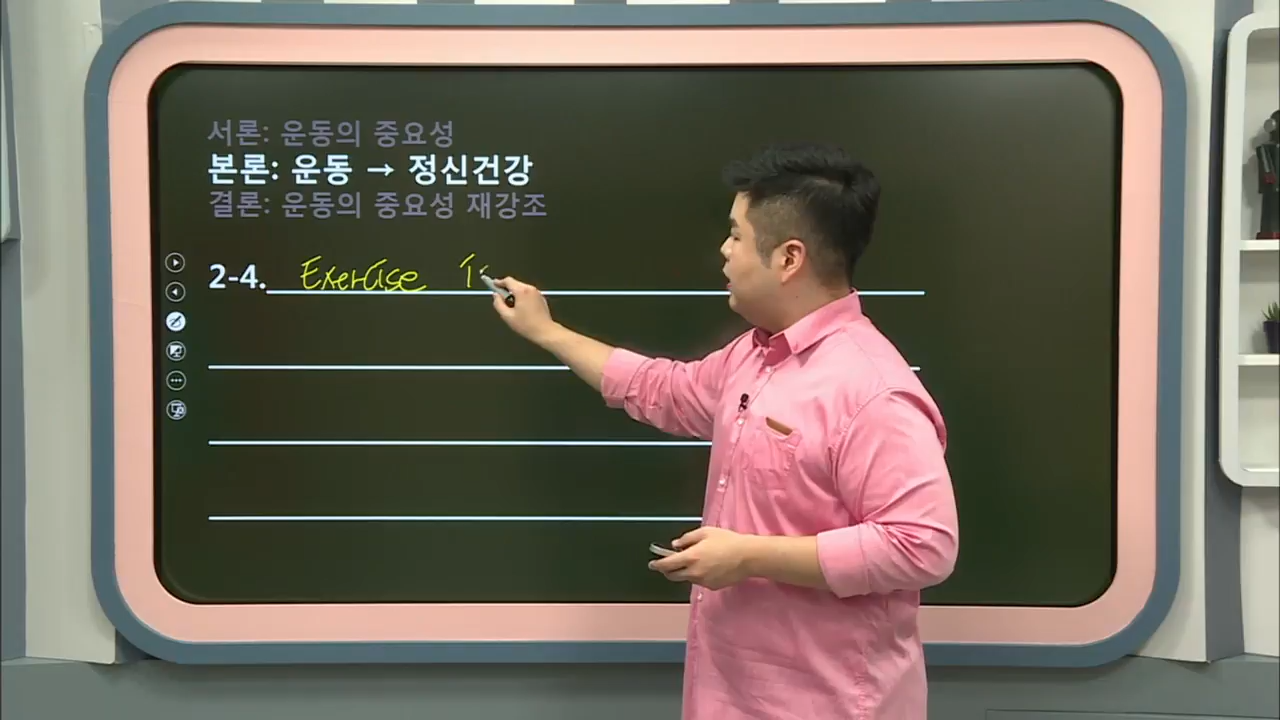 서론: 운동의 중요성
본론: 운동 → 정신건강
결론: 운동의 중요성 재강조
2-4. Exercise